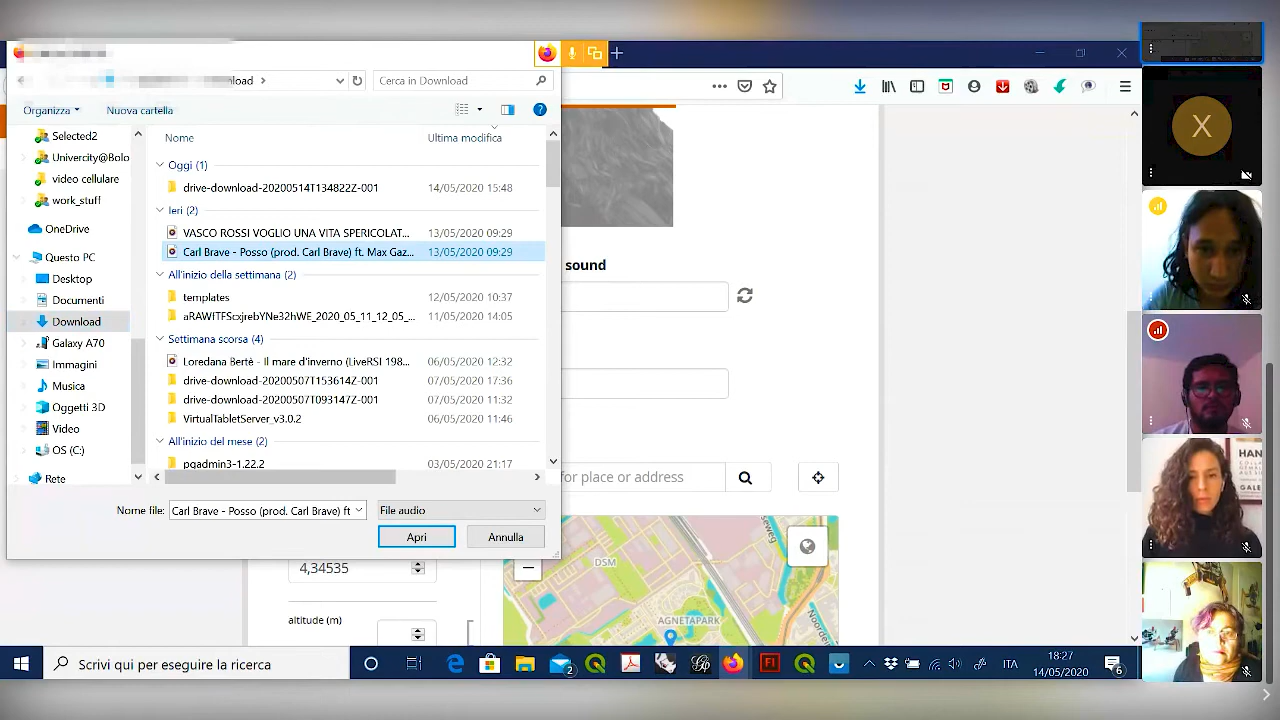 nload
Cerca in Download
Organizza
Nuova cartella
Nome
Ultima modifica
Selected2
Univercity@Bolo
video cellulare
work_stuff
OneDrive
Questo PC
Desktop
Documenti
Download
Galaxy A70
Immagini
Musica
Oggetti 3D
Video
OS (C:)
Rete
Oggi (1)
drive-download-20200514T134822Z-001 14/05/2020 15:48
Ieri (2)
VASCO ROSSI VOGLIO UNA VITA SPERICOLAT... 13/05/2020 09:29
Carl Brave - Posso (prod. Carl Brave) ft. Max Gaz... 13/05/2020 09:29
All'inizio della settimana (2)
templates 12/05/2020 10:37
11/05/2020 14:05
Settimana scorsa (4)
Loredana Bertè - Il mare d'inverno (LiveRSI 198... 06/05/2020 12:32
drive-download-20200507T153614Z-001 07/05/2020 17:36
drive-download-20200507T093147Z-001 07/05/2020 11:32
VirtualTabletServer_v3.0.2 06/05/2020 11:46
All'inizio del mese (2)
pgadmin3-1.22.2 03/05/2020 21:17
Nome file:
Carl Brave - Posso (prod. Carl Brave) ft
File audio
Apri
Annulla
sound
for place or address
4,34535
altitude (m)
DSM
AGNETAPARK
seweg
Noorder
X
HAN
GALE
Scrivi qui per eseguire la ricerca
2
Fl
ITA
18:27
14/05/2020
6